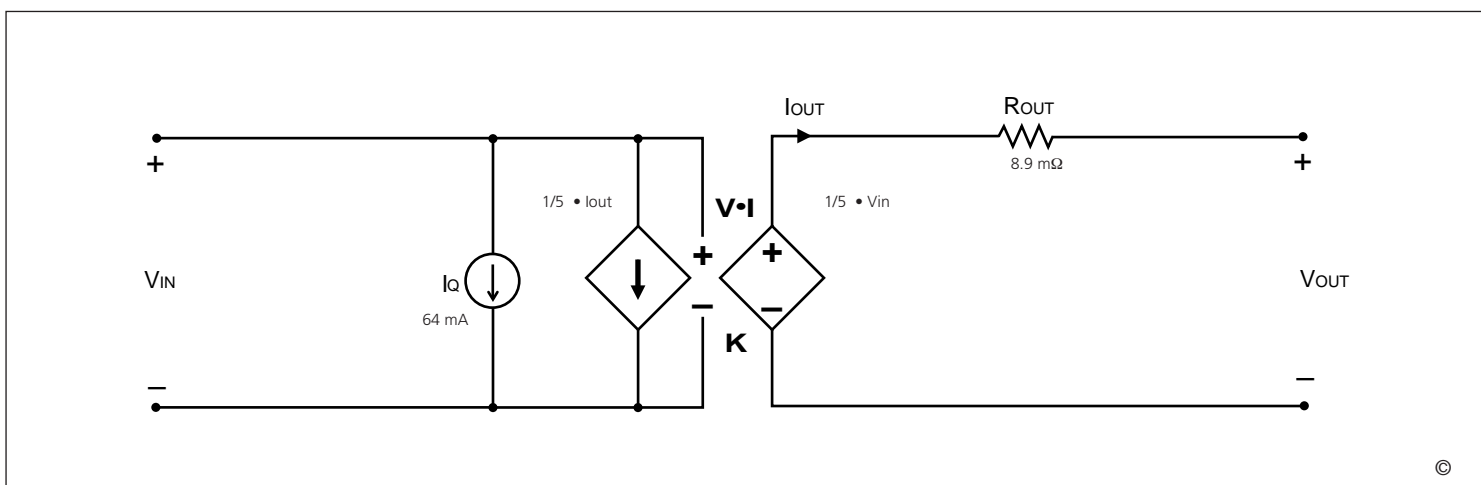 IOUT
ROUT
8.9 mΩ
+
+
1/5 • Iout
V•I
1/5 • Vin
+
+
VIN
IQ
VOUT
64 mA
−
−
K
−
−
©